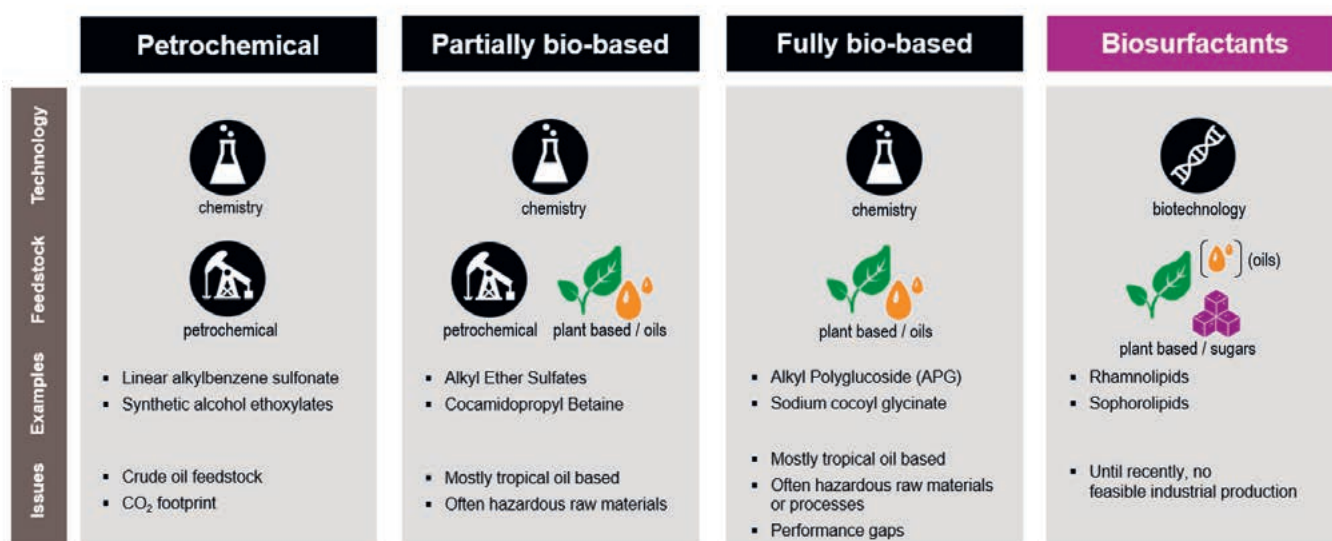 Petrochemical
Partially bio-based
Fully bio-based
Biosurfactants
Technology
chemistry
chemistry
chemistry
biotechnology
Feedstock
petrochemical
petrochemical
plant based / oils
plant based / oils
(oils)
plant based / sugars
Examples
▪ Linear alkylbenzene sulfonate
▪ Synthetic alcohol ethoxylates
▪ Alkyl Ether Sulfates
▪ Cocamidopropyl Betaine
▪ Alkyl Polyglucoside (APG)
▪ Sodium cocoyl glycinate
▪ Rhamnolipids
▪ Sophorolipids
Issues
▪ Crude oil feedstock
▪ CO₂ footprint
▪ Mostly tropical oil based
▪ Often hazardous raw materials
▪ Mostly tropical oil based
▪ Often hazardous raw materials
or processes
▪ Performance gaps
▪ Until recently, no
feasible industrial production